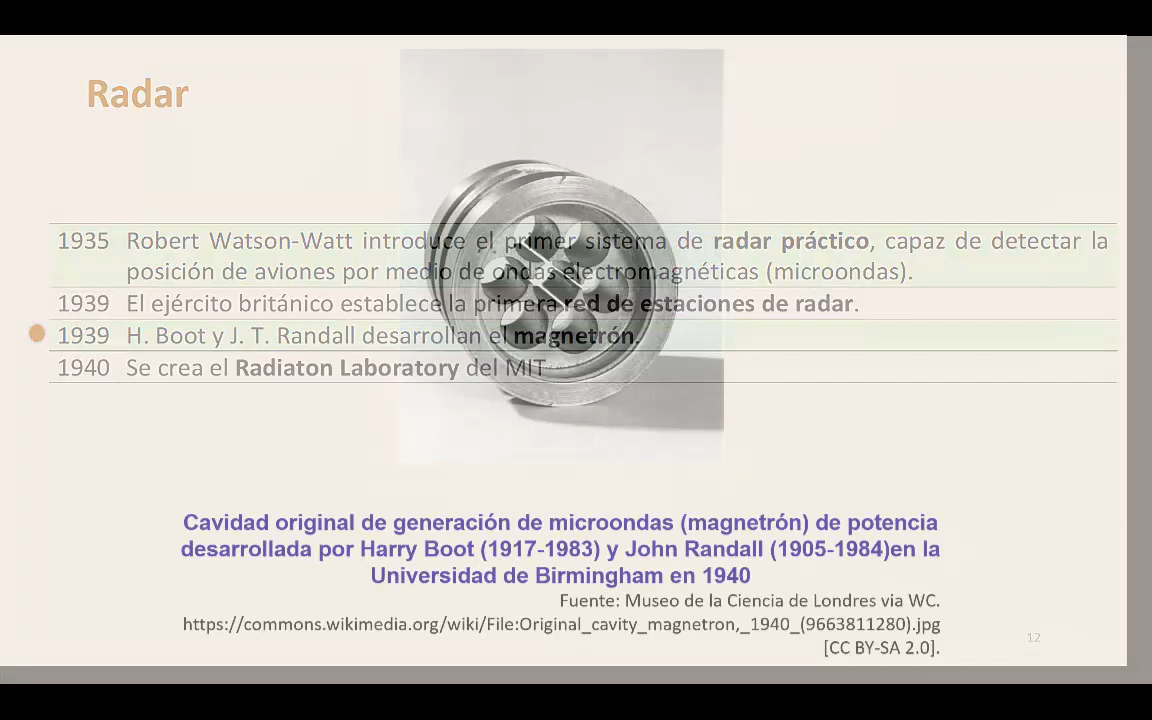 Radar
1935 Robert Watson-Watt introduce el primer sistema de radar práctico, capaz de detectar la
posición de aviones por medio de ondas electromagnéticas (microondas).
1939 El ejército británico establece la primera red de estaciones de radar.
1939 H. Boot y J. T. Randall desarrollan el magnetrón.
1940 Se crea el Radiaton Laboratory del MIT
Cavidad original de generación de microondas (magnetrón) de potencia
desarrollada por Harry Boot (1917-1983) y John Randall (1905-1984)en la
Universidad de Birmingham en 1940
Fuente: Museo de la Ciencia de Londres via WC.
https://commons.wikimedia.org/wiki/File:Original_cavity_magnetron,_1940_(9663811280).jpg
[CC BY-SA 2.0].
12